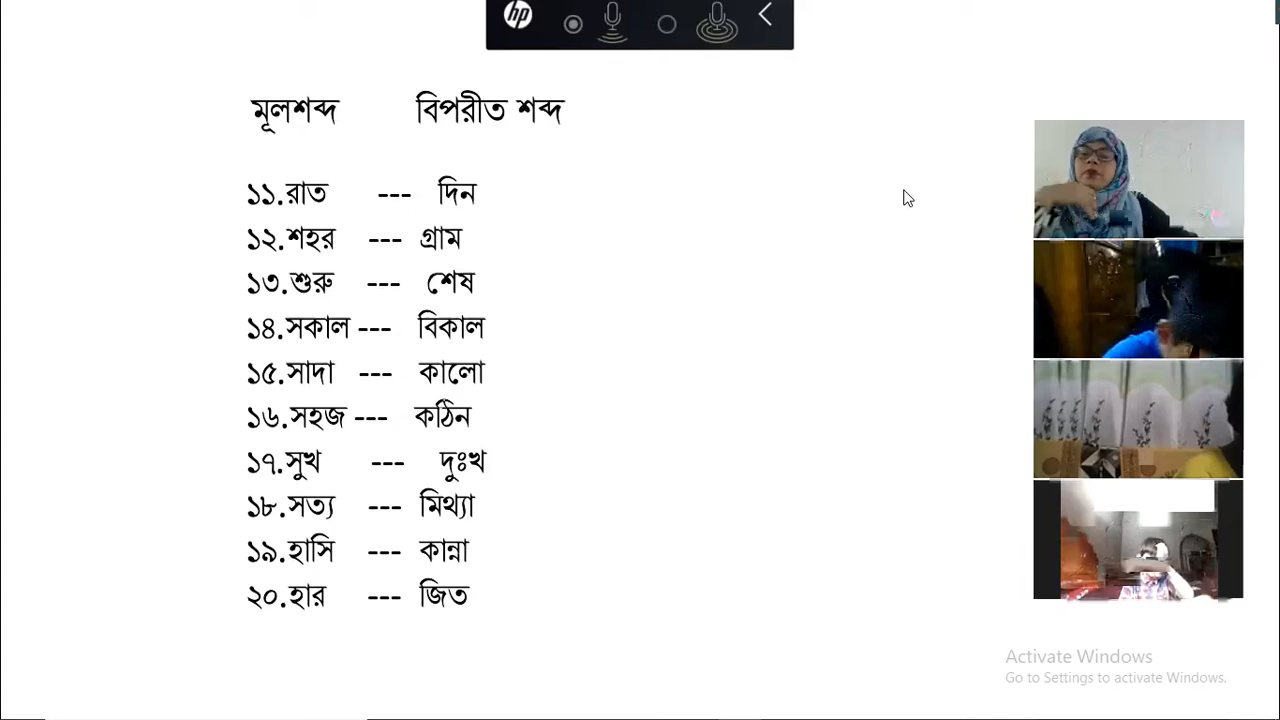 hp
মূলশব্দ বিপরীত শব্দ
১১.রাত --- দিন
১২.শহর --- গ্রাম
১৩.শুরু --- শেষ
১৪.সকাল --- বিকাল
১৫.সাদা --- কালো
১৬.সহজ --- কঠিন
১৭.সুখ --- দুঃখ
১৮.সত্য --- মিথ্যা
১৯.হাসি --- কান্না
২০.হার --- জিত
Activate Windows
Go to Settings to activate Windows.